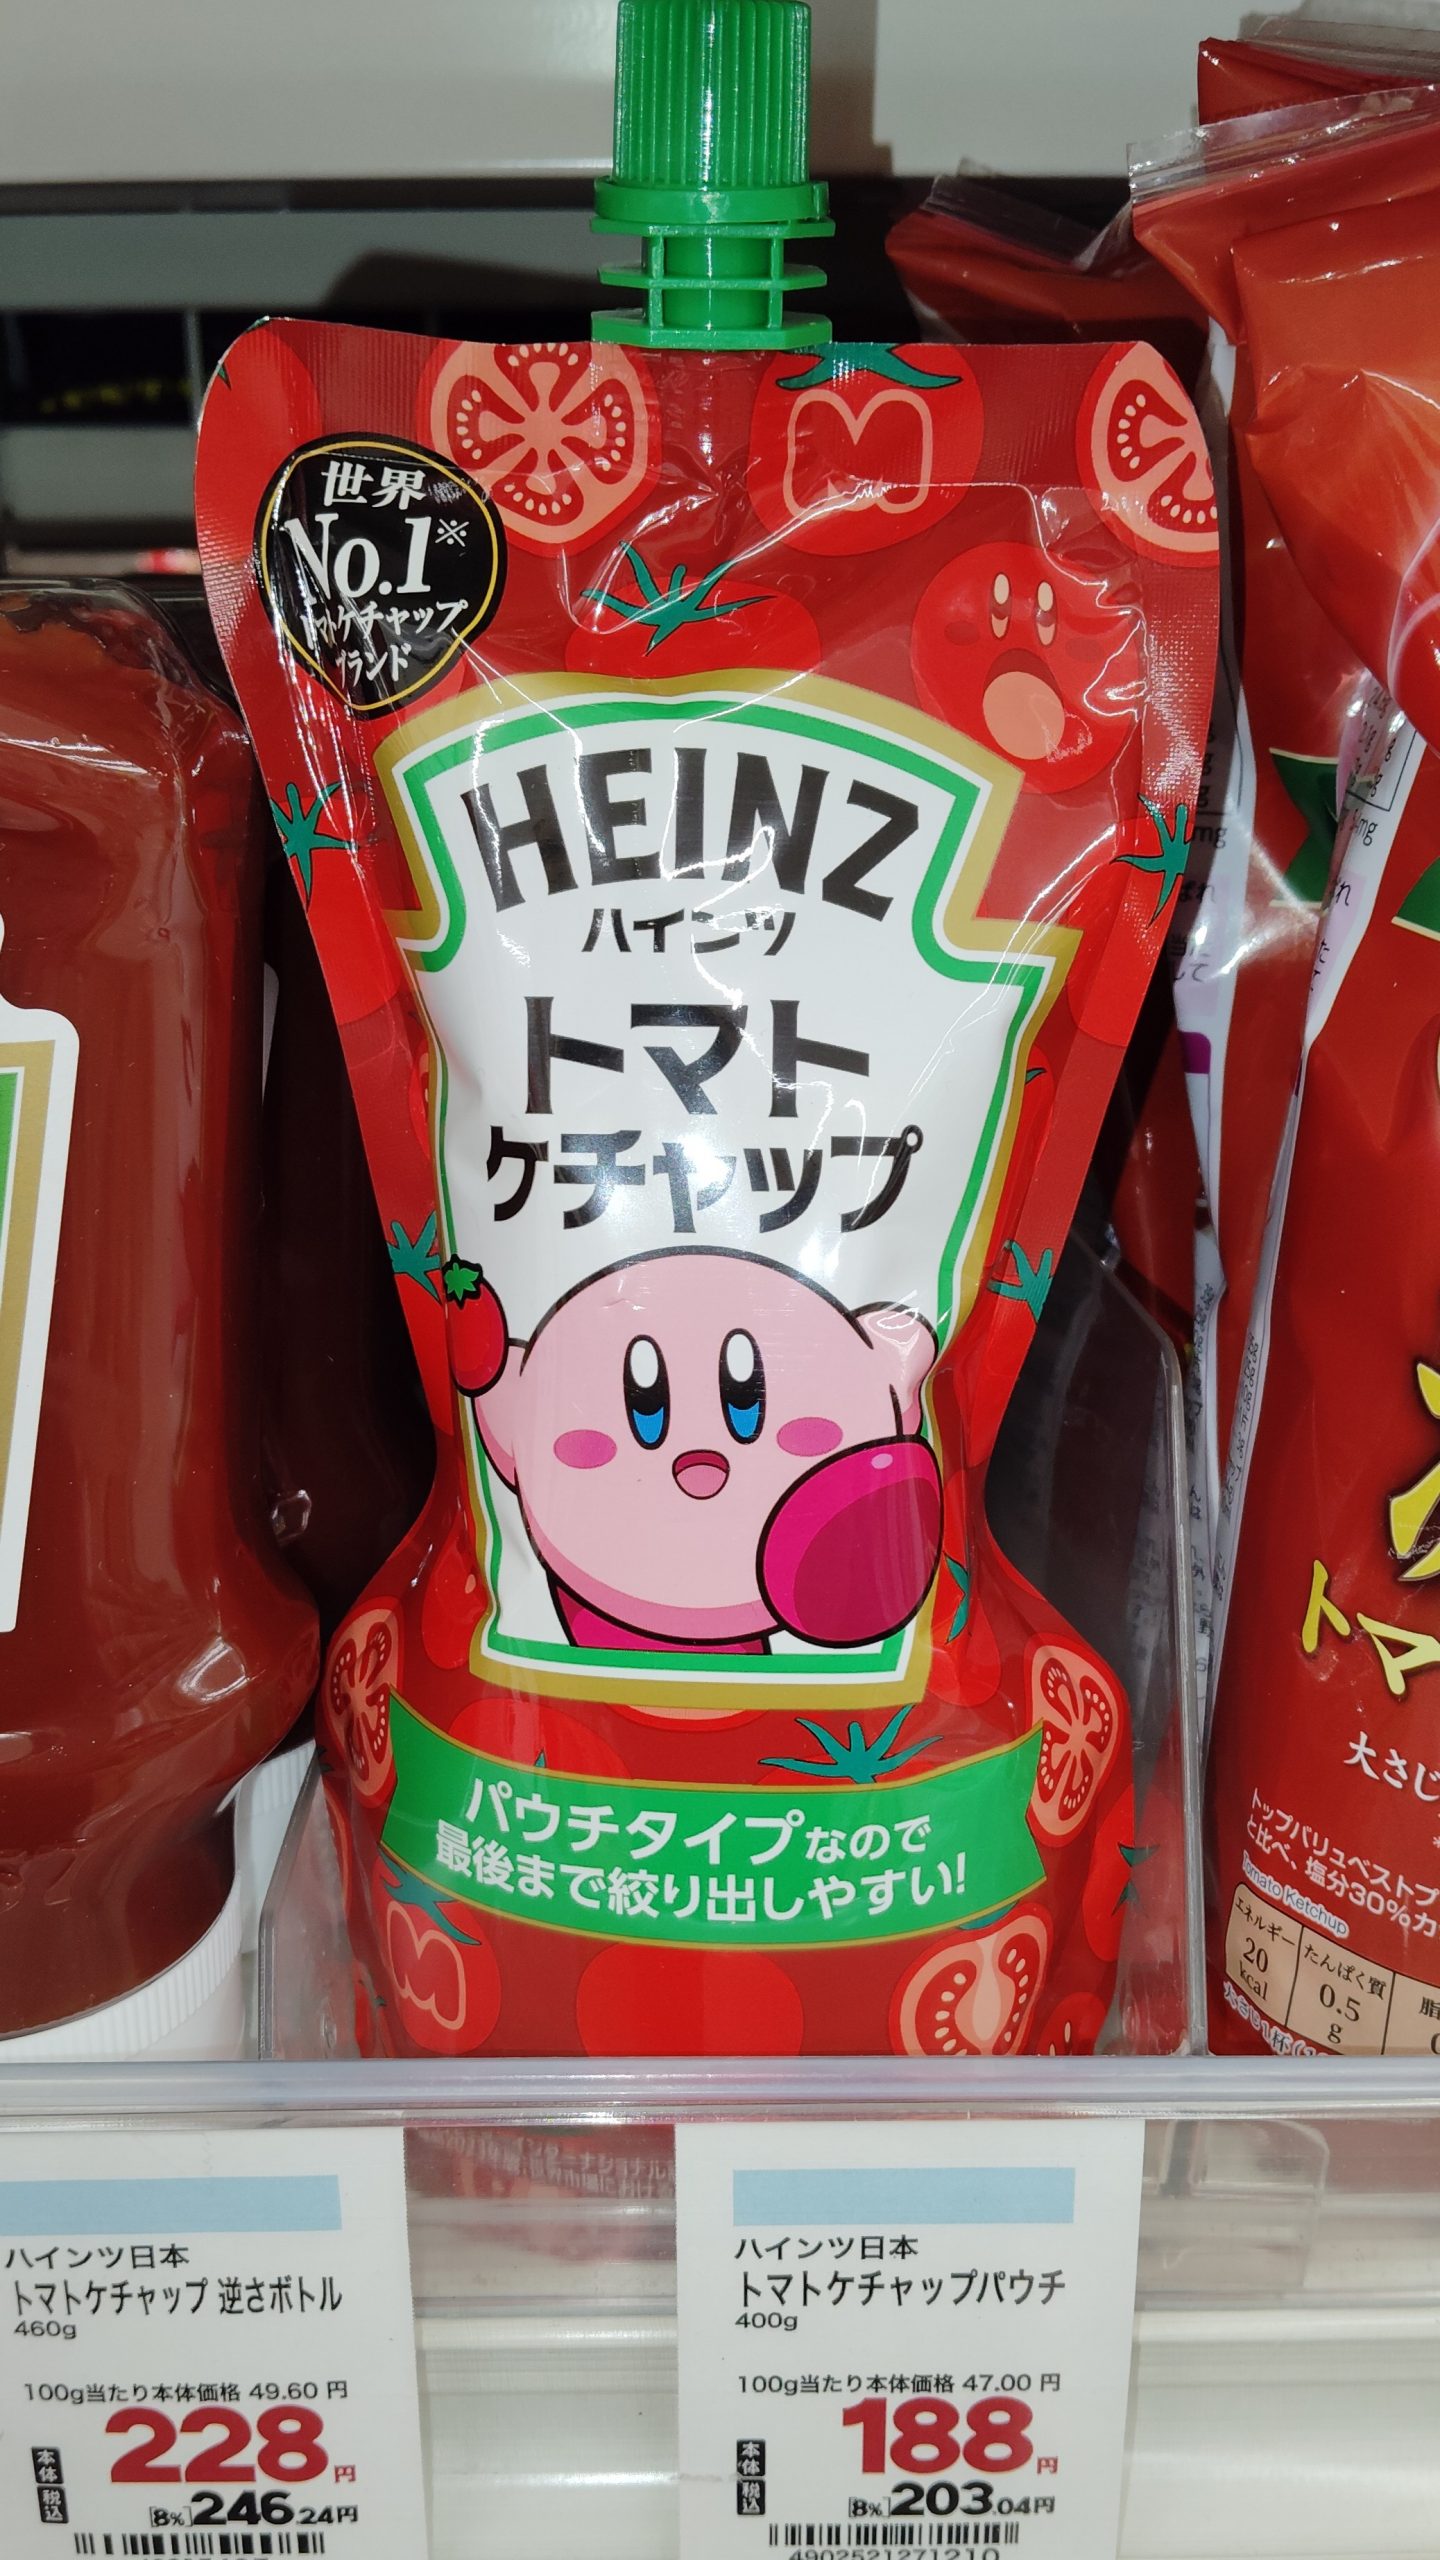 世界
No.1※
トマトケチャップ
ブランド
HEINZ
ハインツ
トマト
ケチャップ
パウチタイプなので
最後まで絞り出しやすい!
M
M
トマ
大さじ
トップバリュベストプ
と比べ、塩分30%カ
Tomato Ketchup
エネルギー
20
kcal
たんぱく質
0.5
g
脂
ハインツ日本
トマトケチャップ 逆さボトル
460g
100g当たり本体価格 49.60 円
本体
228円
税込
[8%]246.24円
ハインツ日本
トマトケチャップパウチ
400g
100g当たり本体価格 47.00 円
本体
188円
税込
[8%]203.04円
4902521271210